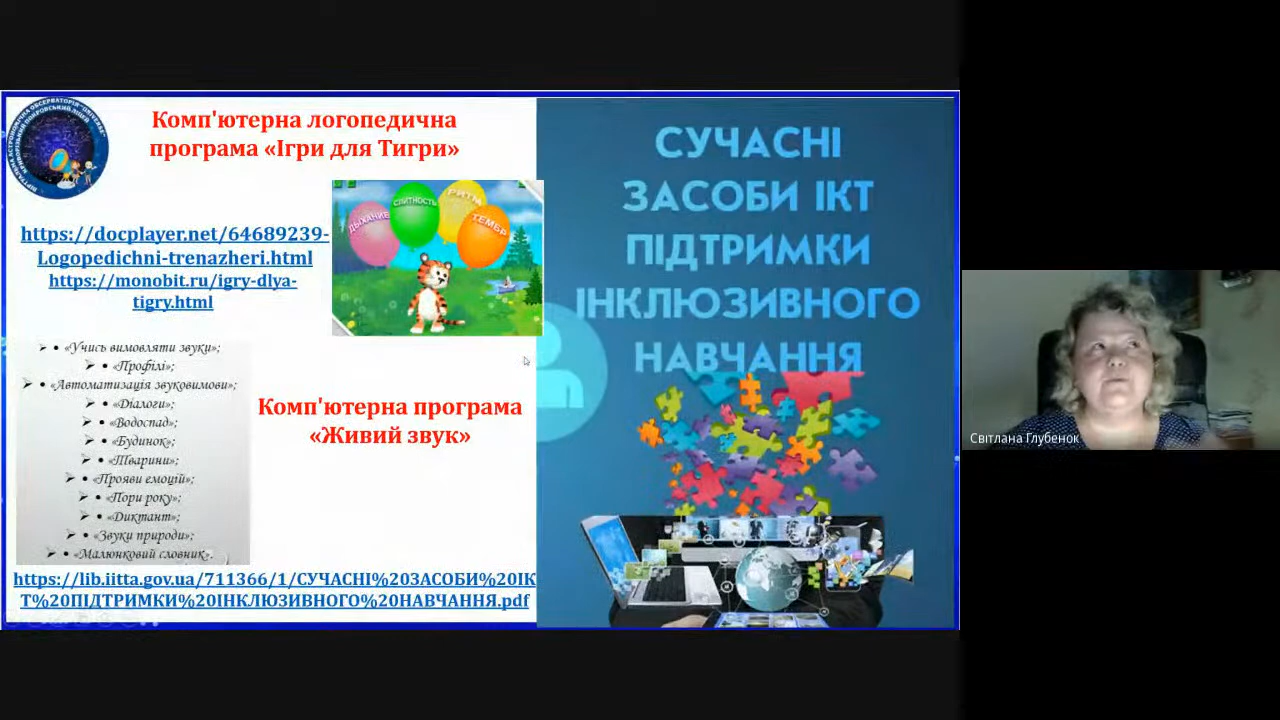 Комп'ютерна логопедична
програма «Ігри для Тигри»
ДЫХАНИЕ
СЛИТНОСТЬ
РИТМ
ТЕМБР
https://docplayer.net/64689239-
Logopedichni-trenazheri.html
https://monobit.ru/igry-dlya-
tigry.html
• «Учись вимовляти звуки»;
• «Профілі»;
• «Автоматизація звуковимови»;
• «Діалоги»;
• «Водоспад»;
• «Будинок»;
• «Тварини»;
• «Прояви емоцій»;
• «Пори року»;
• «Диктант»;
• «Звуки природи»;
• «Малюнковий словник».
Комп'ютерна програма
«Живий звук»
https://lib.iitta.gov.ua/711366/1/СУЧАСНІ%20ЗАСОБИ%20ІК
Т%20ПІДТРИМКИ%20ІНКЛЮЗИВНОГО%20НАВЧАННЯ.pdf
СУЧАСНІ
ЗАСОБИ ІКТ
ПІДТРИМКИ
ІНКЛЮЗИВНОГО
НАВЧАННЯ
Світлана Глубенок